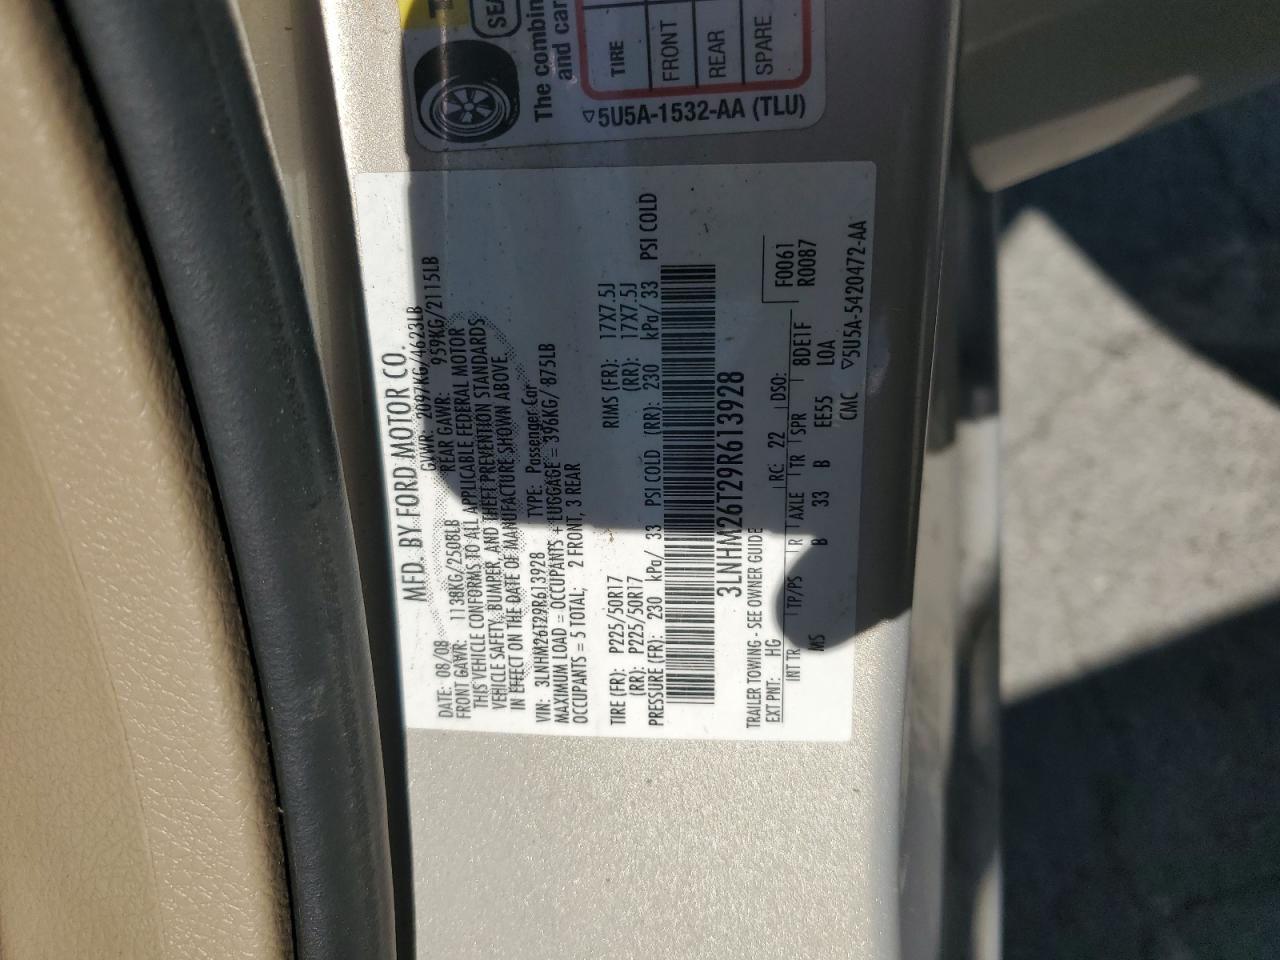 SEA
The combin
and car
TIRE
FRONT
REAR
SPARE
5U5A-1532-AA (TLU)
MFD. BY FORD MOTOR CO.
DATE: 08/08 GVWR: 2097KG/4623LB
FRONT GAWR: 1138KG/2508LB REAR GAWR: 959KG/2115LB
THIS VEHICLE CONFORMS TO ALL APPLICABLE FEDERAL MOTOR
VEHICLE SAFETY, BUMPER, AND THEFT PREVENTION STANDARDS
IN EFFECT ON THE DATE OF MANUFACTURE SHOWN ABOVE.
VIN: 3LNHM26T29R613928 TYPE: Passenger Car
MAXIMUM LOAD = OCCUPANTS + LUGGAGE = 396KG/ 875LB
OCCUPANTS = 5 TOTAL; 2 FRONT, 3 REAR
TIRE (FR): P225/50R17 RIMS (FR): 17X7.5J
(RR): P225/50R17 (RR): 17X7.5J
PRESSURE (FR): 230 kPa/ 33 PSI COLD (RR): 230 kPa/ 33 PSI COLD
3LNHM26T29R613928
TRAILER TOWING - SEE OWNER GUIDE
EXT PNT: HG RC: 22 DSO: F0061
INT TR TP/PS R AXLE TR SPR 8DE1F R0087
MS B 33 B EE55 L0A
CMC 5U5A-5420472-AA